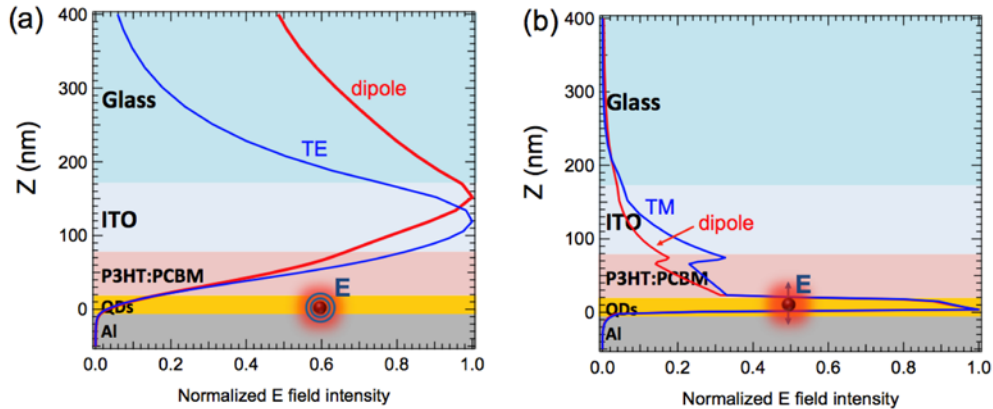 (a)
400
300
200
100
0
Z (nm)
Glass
ITO
P3HT:PCBM
QDs
Al
dipole
TE
E
0.0 0.2 0.4 0.6 0.8 1.0
Normalized E field intensity
(b)
400
300
200
100
0
Z (nm)
Glass
ITO
P3HT:PCBM
QDs
Al
TM
dipole
E
0.0 0.2 0.4 0.6 0.8 1.0
Normalized E field intensity